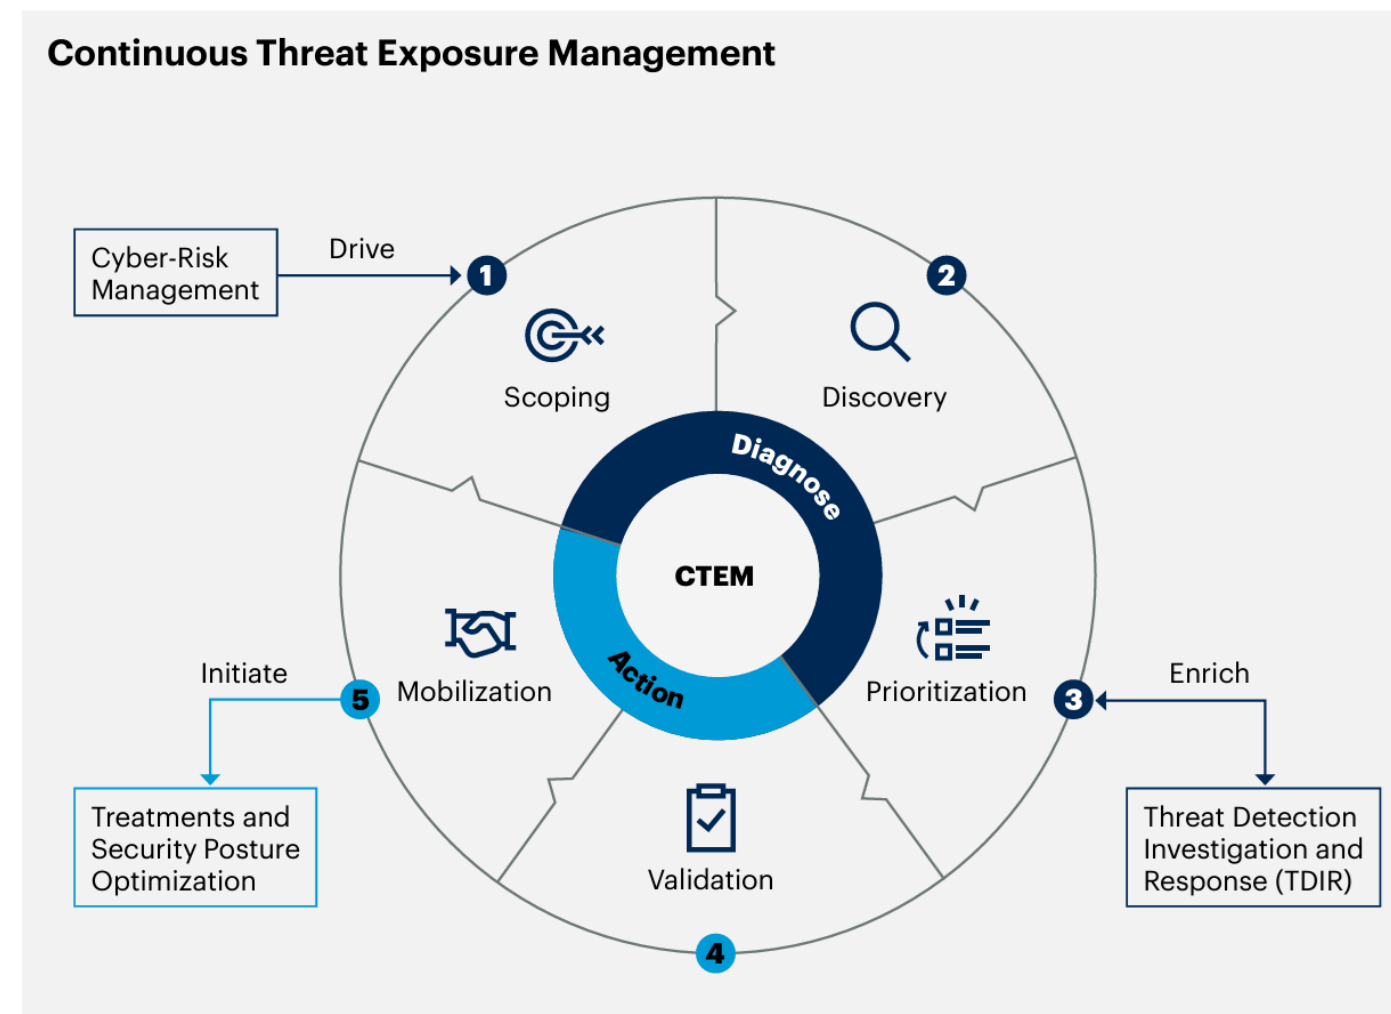 Continuous Threat Exposure Management
Cyber-Risk
Management
Drive
1
Scoping
2
Discovery
Diagnose
CTEM
Action
Prioritization
3
Enrich
Threat Detection
Investigation and
Response (TDIR)
Validation
4
Mobilization
5
Initiate
Treatments and
Security Posture
Optimization